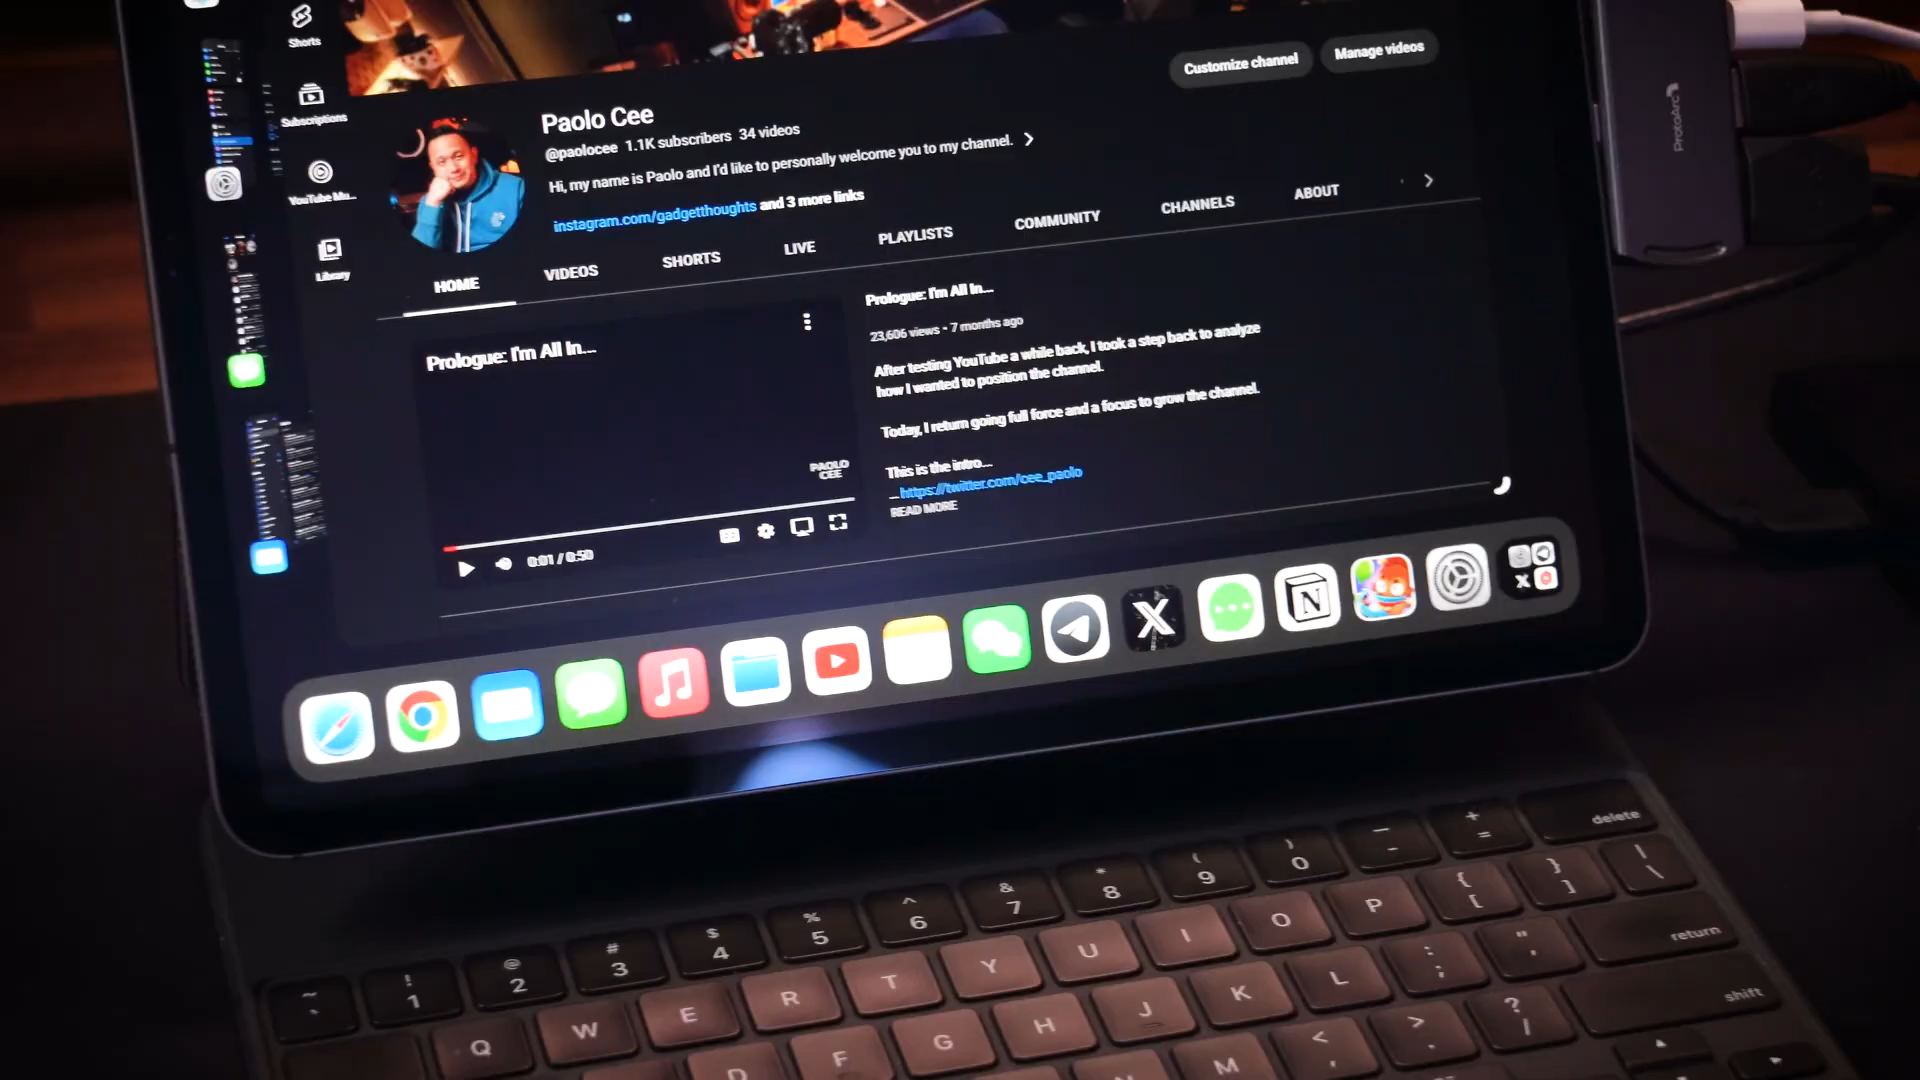 Shorts
Subscriptions
YouTube Mu...
Library
Customize channel
Manage videos
Paolo Cee
@paolocee 1.1K subscribers 34 videos
Hi, my name is Paolo and I'd like to personally welcome you to my channel.
instagram.com/gadgetthoughts and 3 more links
HOME VIDEOS SHORTS LIVE PLAYLISTS COMMUNITY CHANNELS ABOUT
Prologue: I'm All In...
PAOLO
CEE
0:01 / 0:50
Prologue: I'm All In...
23,606 views • 7 months ago
After testing YouTube a while back, I took a step back to analyze
how I wanted to position the channel.
Today, I return going full force and a focus to grow the channel.
This is the intro...
...https://twitter.com/cee_paolo
READ MORE
ProtoArc
N
~ ! @ # $ % ^ & * ( ) _ +
` 1 2 3 4 5 6 7 8 9 0 - = delete
Q W E R T Y U I O P { [ } ] | \
D F G H J K L : ; " ' return
N M < , > . ? / shift